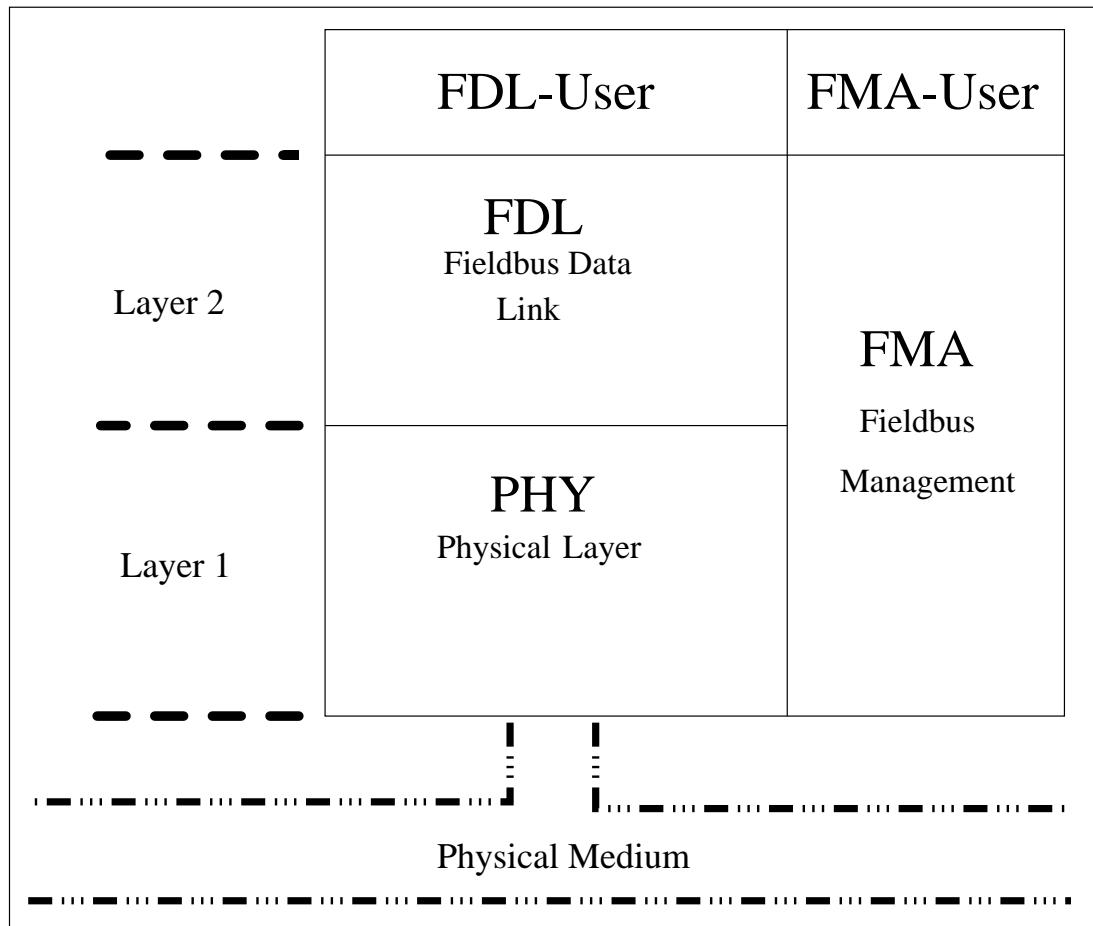 FDL-User
FMA-User
FDL
Fieldbus Data
Link
Layer 2
FMA
Fieldbus
Management
PHY
Physical Layer
Layer 1
Physical Medium